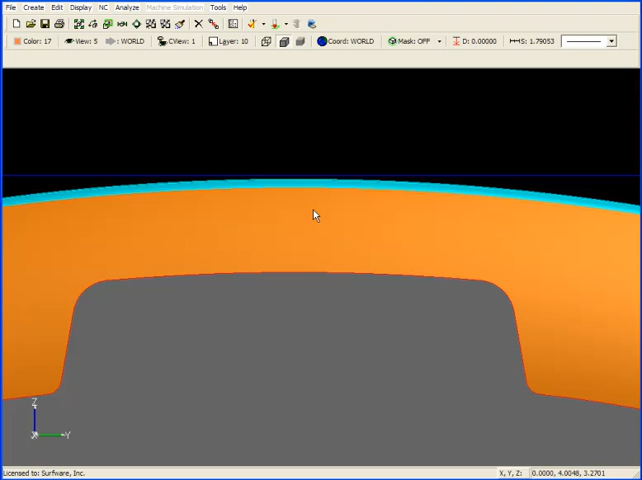 File Create Edit Display NC Analyze Machine Simulation Tools Help
Color: 17 View: 5 : WORLD CView: 1 Layer: 10 Coord: WORLD Mask: OFF D: 0.00000 S: 1.79053
Z
X Y
Licensed to: Surfware, Inc. X, Y, Z: 0.0000, 4.0048, 3.2701